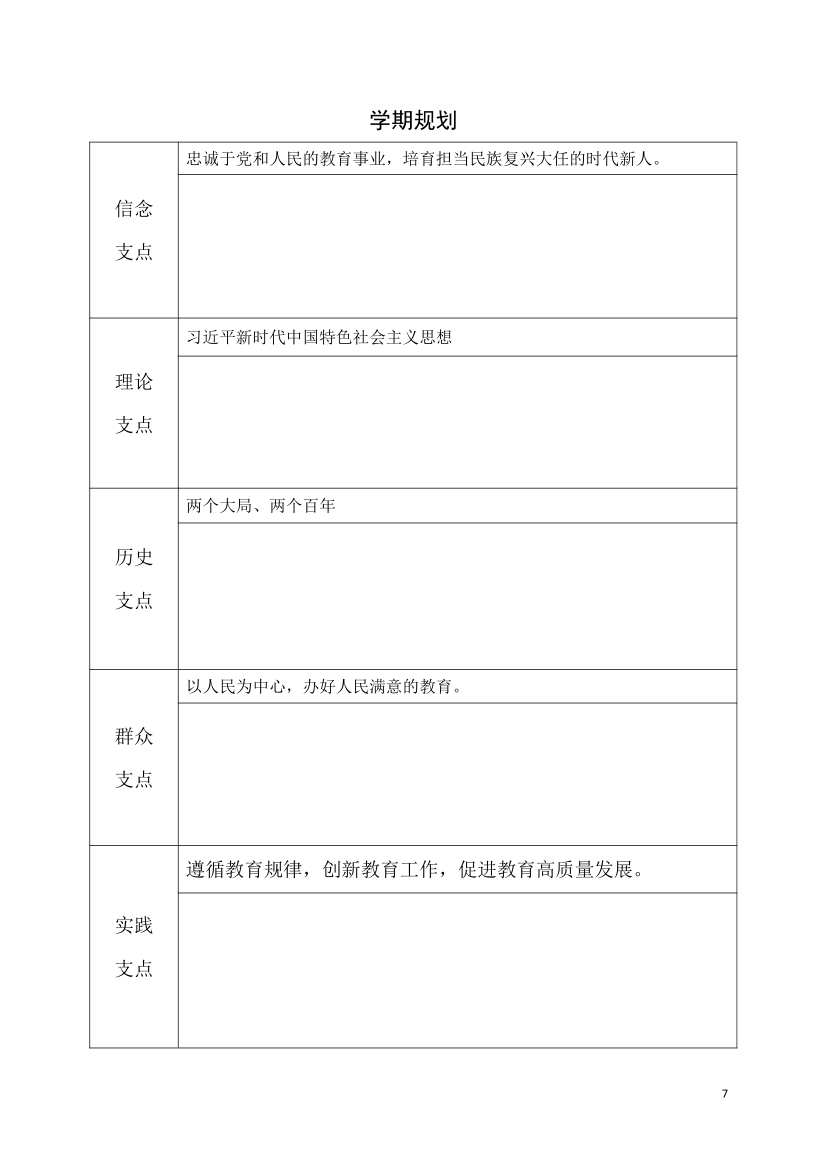 学期规划
忠诚于党和人民的教育事业，培育担当民族复兴大任的时代新人。
信念
支点
习近平新时代中国特色社会主义思想
理论
支点
两个大局、两个百年
历史
支点
以人民为中心，办好人民满意的教育。
群众
支点
遵循教育规律，创新教育工作，促进教育高质量发展。
实践
支点
7